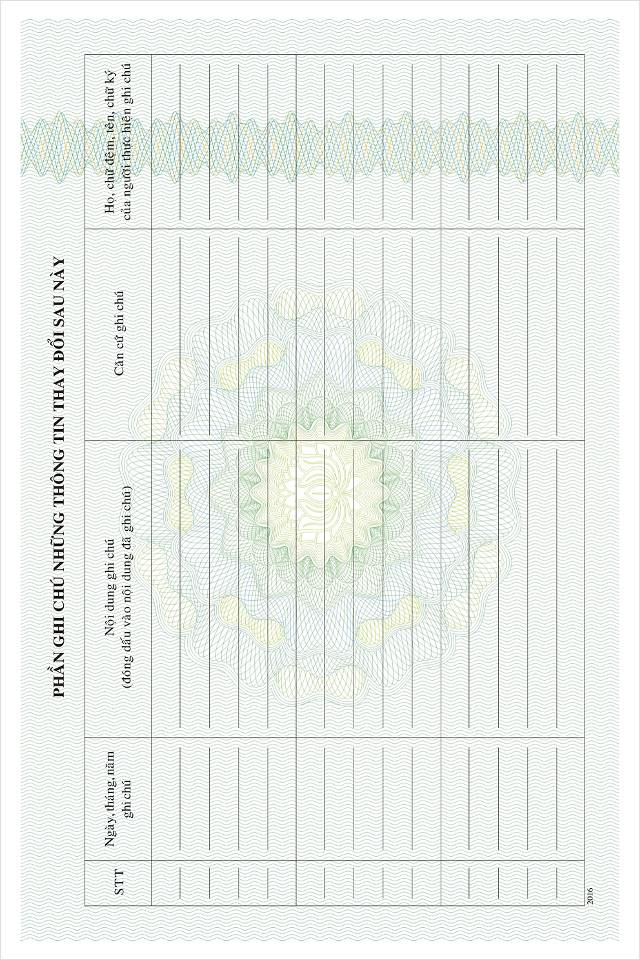 PHẦN GHI CHÚ NHỮNG THÔNG TIN THAY ĐỔI SAU NÀY
STT
Ngày, tháng, năm
ghi chú
Nội dung ghi chú
(đóng dấu vào nội dung đã ghi chú)
Căn cứ ghi chú
Họ, chữ đệm, tên, chữ ký
của người thực hiện ghi chú
2016